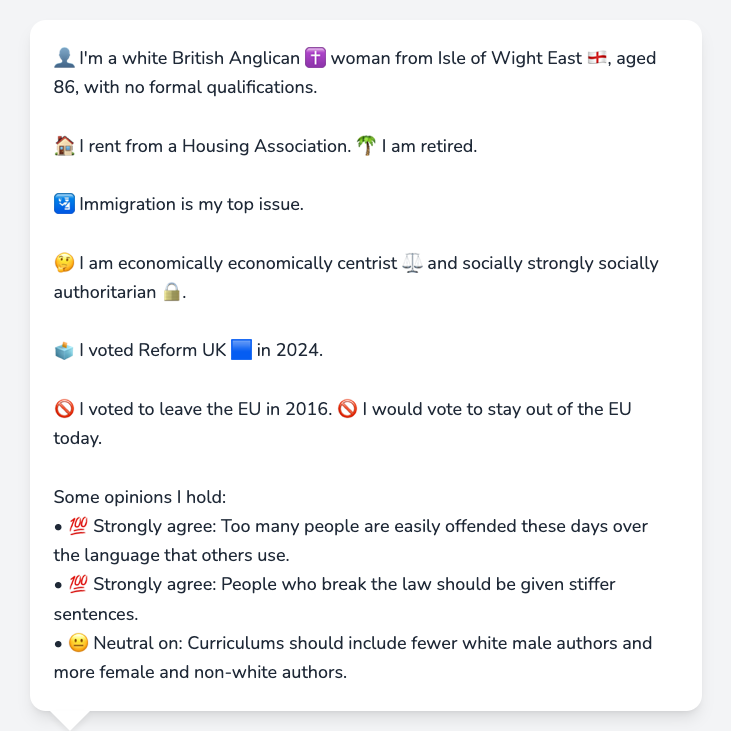 👤 I'm a white British Anglican ✝️ woman from Isle of Wight East 🏴󠁧󠁢󠁥󠁮󠁧󠁿, aged
86, with no formal qualifications.
🏠 I rent from a Housing Association. 🌴 I am retired.
🛂 Immigration is my top issue.
🤔 I am economically economically centrist ⚖️ and socially strongly socially
authoritarian 🔒.
🗳️ I voted Reform UK 🟦 in 2024.
🚫 I voted to leave the EU in 2016. 🚫 I would vote to stay out of the EU
today.
Some opinions I hold:
• 💯 Strongly agree: Too many people are easily offended these days over
the language that others use.
• 💯 Strongly agree: People who break the law should be given stiffer
sentences.
• 😐 Neutral on: Curriculums should include fewer white male authors and
more female and non-white authors.